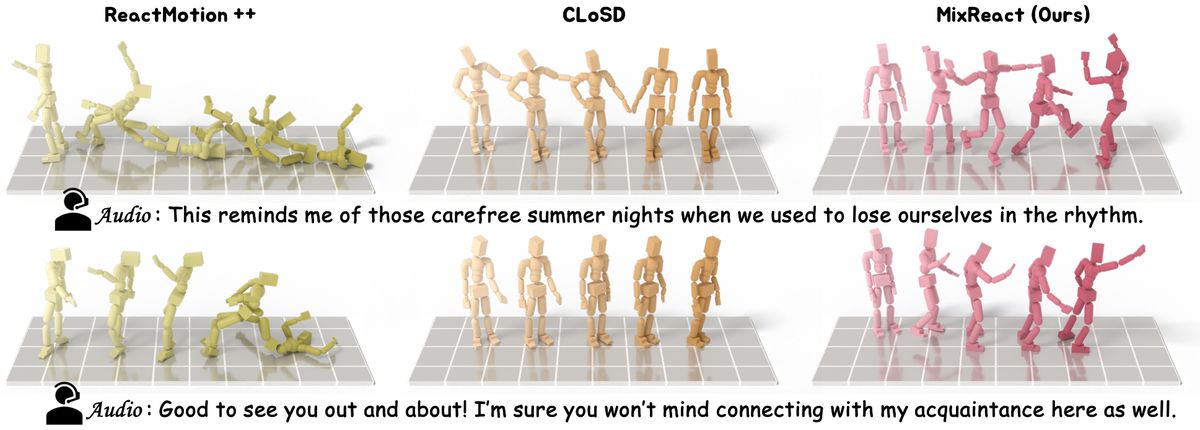 ReactMotion ++ CLoSD MixReact (Ours)
Audio: This reminds me of those carefree summer nights when we used to lose ourselves in the rhythm.
Audio: Good to see you out and about! I'm sure you won't mind connecting with my acquaintance here as well.